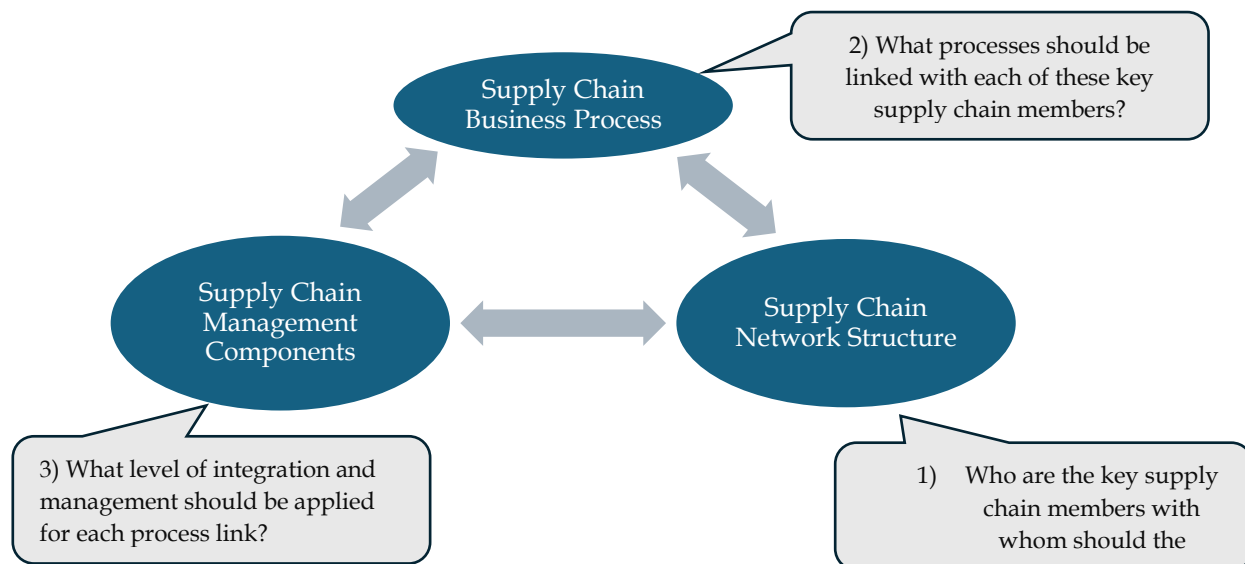 2) What processes should be
linked with each of these key
supply chain members?
Supply Chain
Business Process
Supply Chain
Management
Components
Supply Chain
Network Structure
3) What level of integration and
management should be applied
for each process link?
1) Who are the key supply
chain members with
whom should the